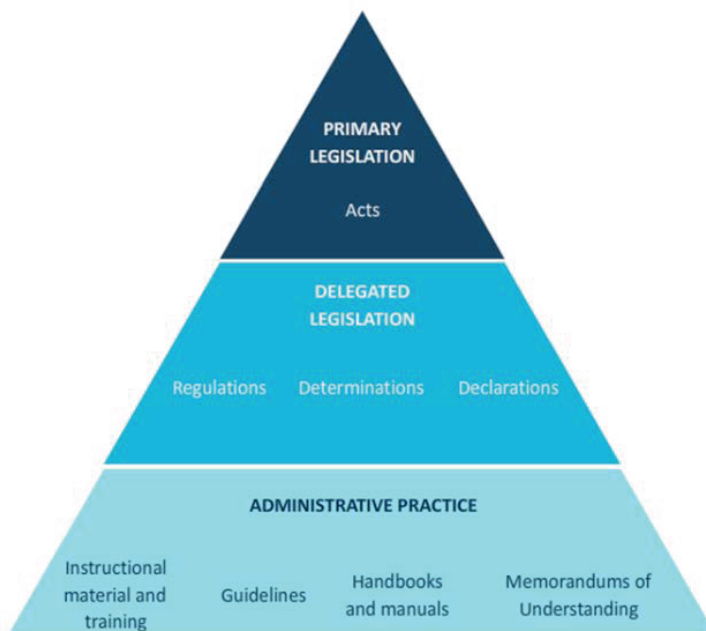 PRIMARY
LEGISLATION
Acts
DELEGATED
LEGISLATION
Regulations Determinations Declarations
ADMINISTRATIVE PRACTICE
Instructional
material and
training
Guidelines
Handbooks
and manuals
Memorandums of
Understanding